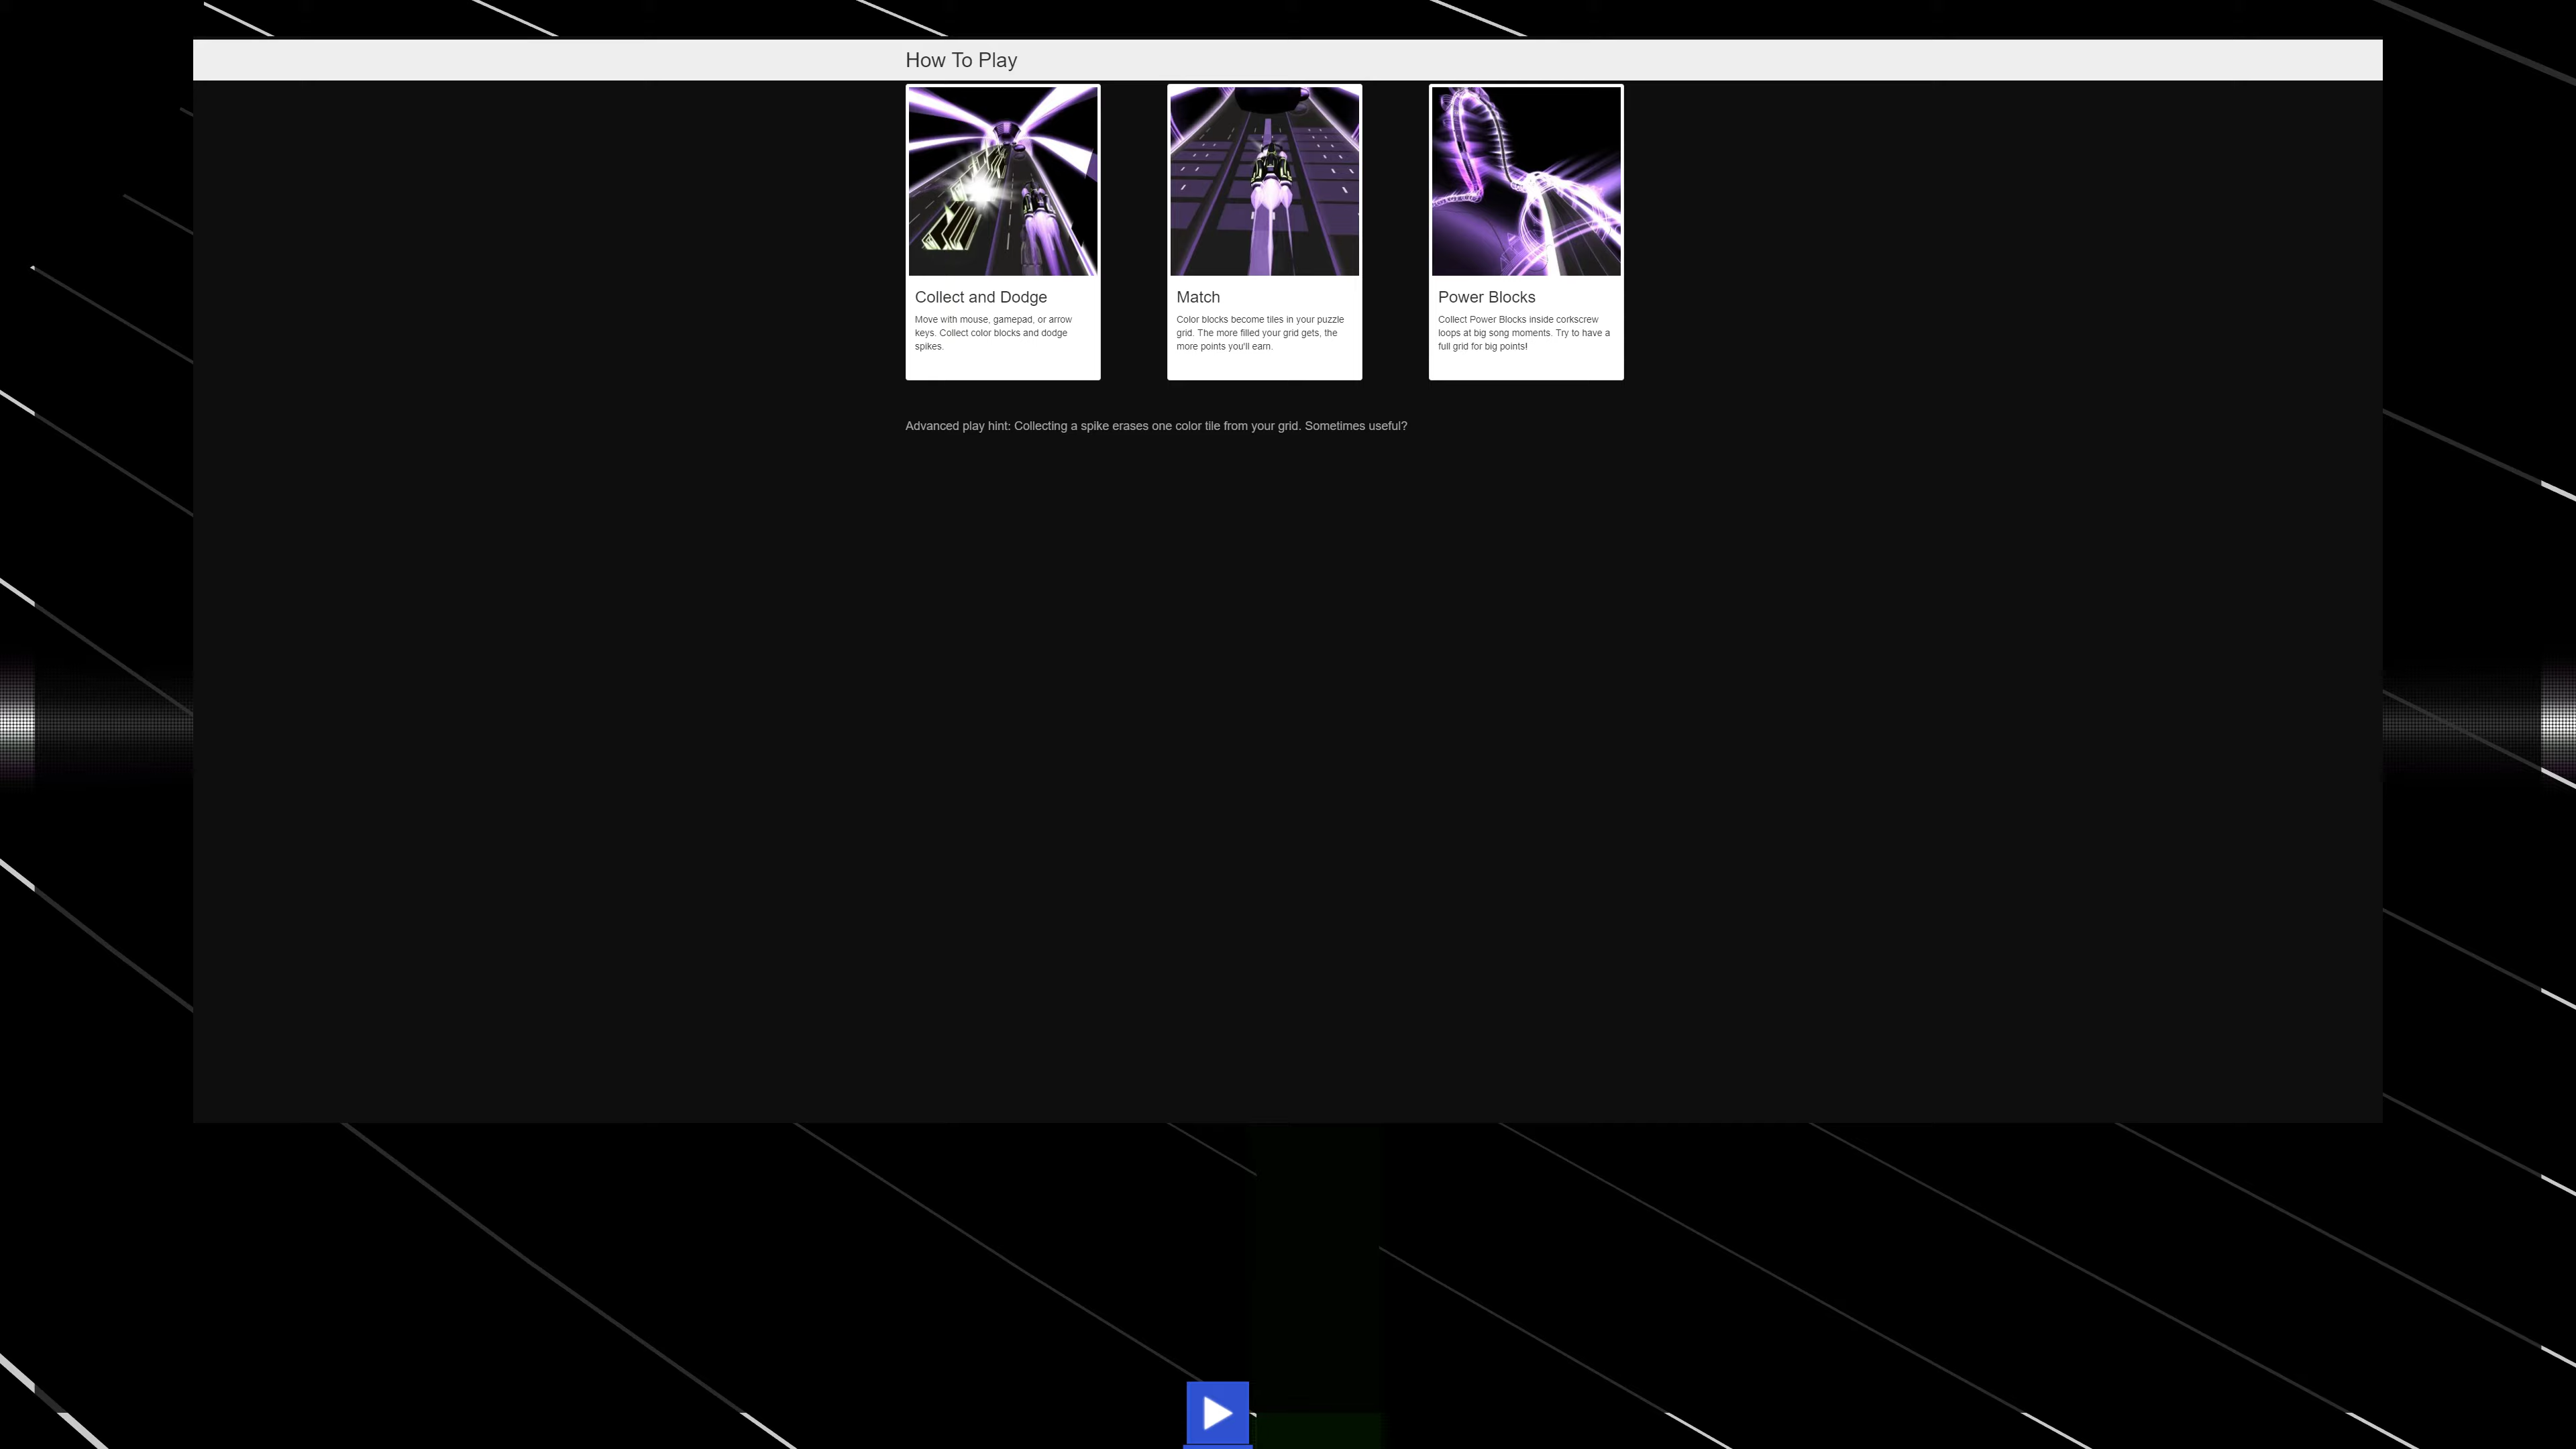 How To Play
Collect and Dodge
Move with mouse, gamepad, or arrow
keys. Collect color blocks and dodge
spikes.
Match
Color blocks become tiles in your puzzle
grid. The more filled your grid gets, the
more points you'll earn.
Power Blocks
Collect Power Blocks inside corkscrew
loops at big song moments. Try to have a
full grid for big points!
Advanced play hint: Collecting a spike erases one color tile from your grid. Sometimes useful?